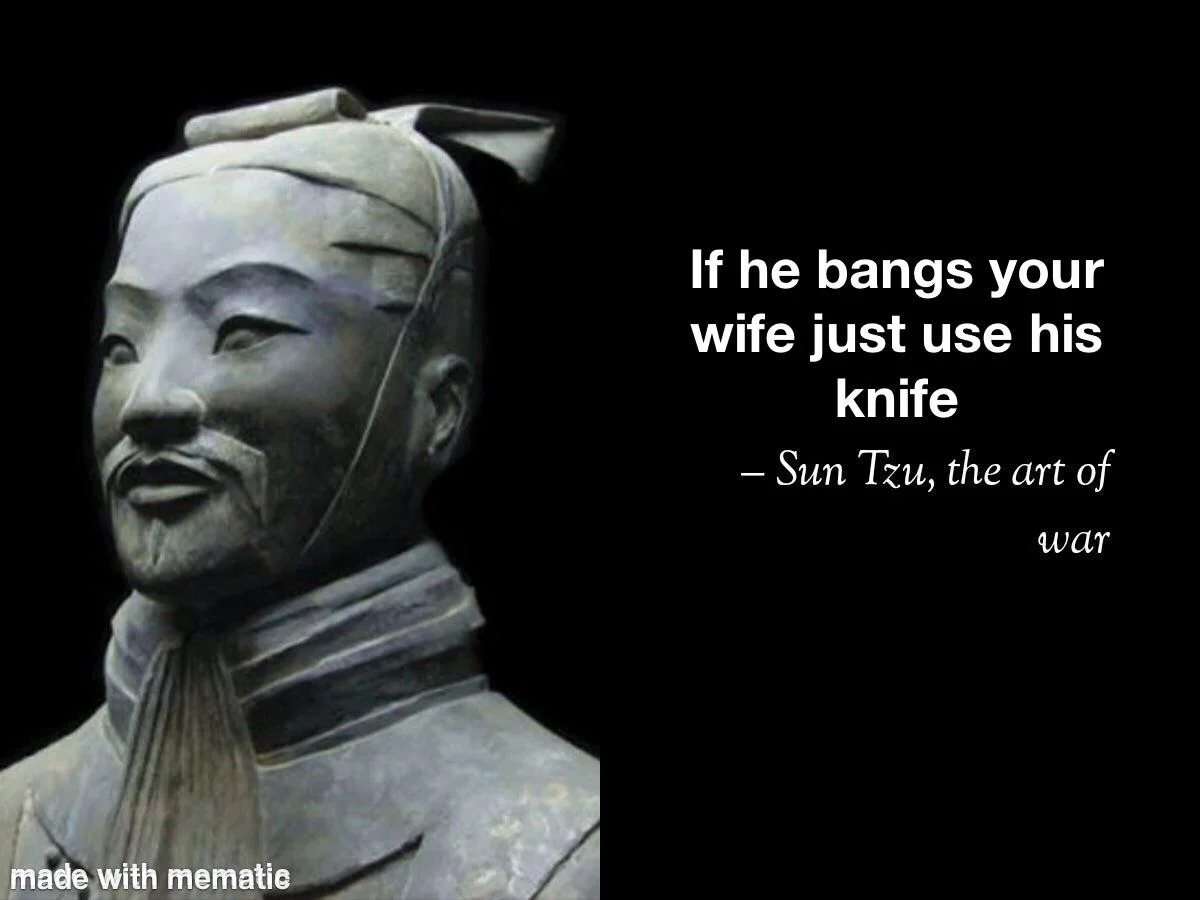 If he bangs your
wife just use his
knife
– Sun Tzu, the art of
war
made with mematic